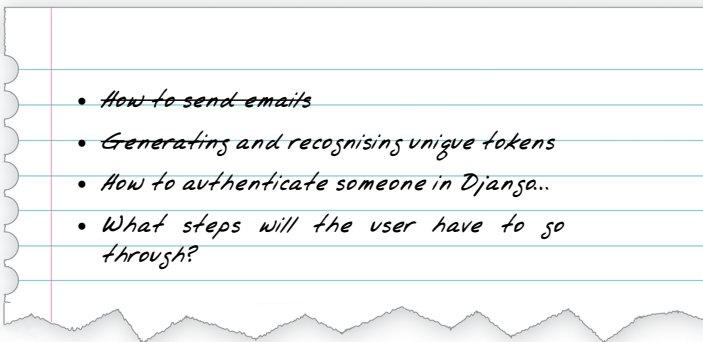 • How to send emails
• Generating and recognising unique tokens
• How to authenticate someone in Django...
• What steps will the user have to go
through?